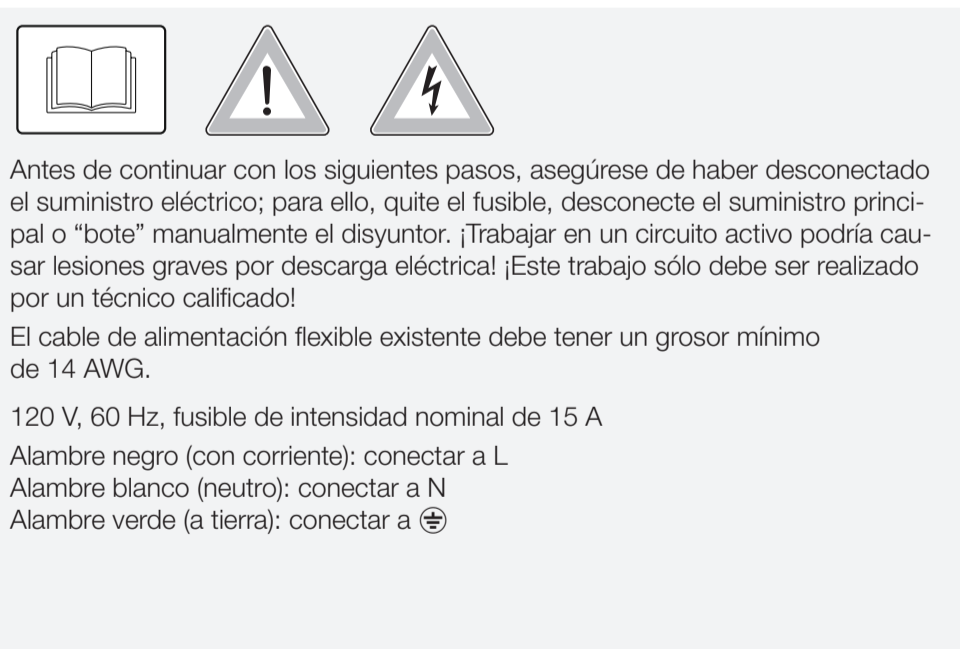 Antes de continuar con los siguientes pasos, asegúrese de haber desconectado
el suministro eléctrico; para ello, quite el fusible, desconecte el suministro princi-
pal o “bote” manualmente el disyuntor. ¡Trabajar en un circuito activo podría cau-
sar lesiones graves por descarga eléctrica! ¡Este trabajo sólo debe ser realizado
por un técnico calificado!
El cable de alimentación flexible existente debe tener un grosor mínimo
de 14 AWG.
120 V, 60 Hz, fusible de intensidad nominal de 15 A
Alambre negro (con corriente): conectar a L
Alambre blanco (neutro): conectar a N
Alambre verde (a tierra): conectar a ⏚